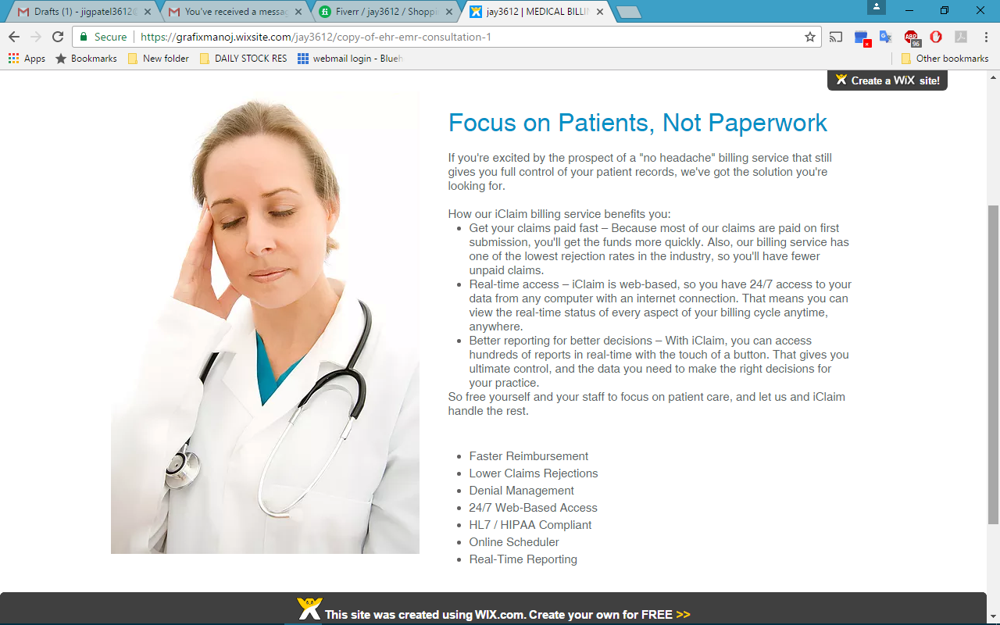 Drafts (1) - jigpatel3612@
You've received a messag
Fiverr / jay3612 / Shoppi
jay3612 | MEDICAL BILLI
Secure
https://grafixmanoj.wixsite.com/jay3612/copy-of-ehr-emr-consultation-1
ABP
96
Apps
Bookmarks
New folder
DAILY STOCK RES
webmail login - Blueh
Other bookmarks
Create a WiX site!
Focus on Patients, Not Paperwork
If you're excited by the prospect of a "no headache" billing service that still
gives you full control of your patient records, we've got the solution you're
looking for.
How our iClaim billing service benefits you:
• Get your claims paid fast – Because most of our claims are paid on first
submission, you'll get the funds more quickly. Also, our billing service has
one of the lowest rejection rates in the industry, so you'll have fewer
unpaid claims.
• Real-time access – iClaim is web-based, so you have 24/7 access to your
data from any computer with an internet connection. That means you can
view the real-time status of every aspect of your billing cycle anytime,
anywhere.
• Better reporting for better decisions – With iClaim, you can access
hundreds of reports in real-time with the touch of a button. That gives you
ultimate control, and the data you need to make the right decisions for
your practice.
So free yourself and your staff to focus on patient care, and let us and iClaim
handle the rest.
• Faster Reimbursement
• Lower Claims Rejections
• Denial Management
• 24/7 Web-Based Access
• HL7 / HIPAA Compliant
• Online Scheduler
• Real-Time Reporting
This site was created using WIX.com. Create your own for FREE >>